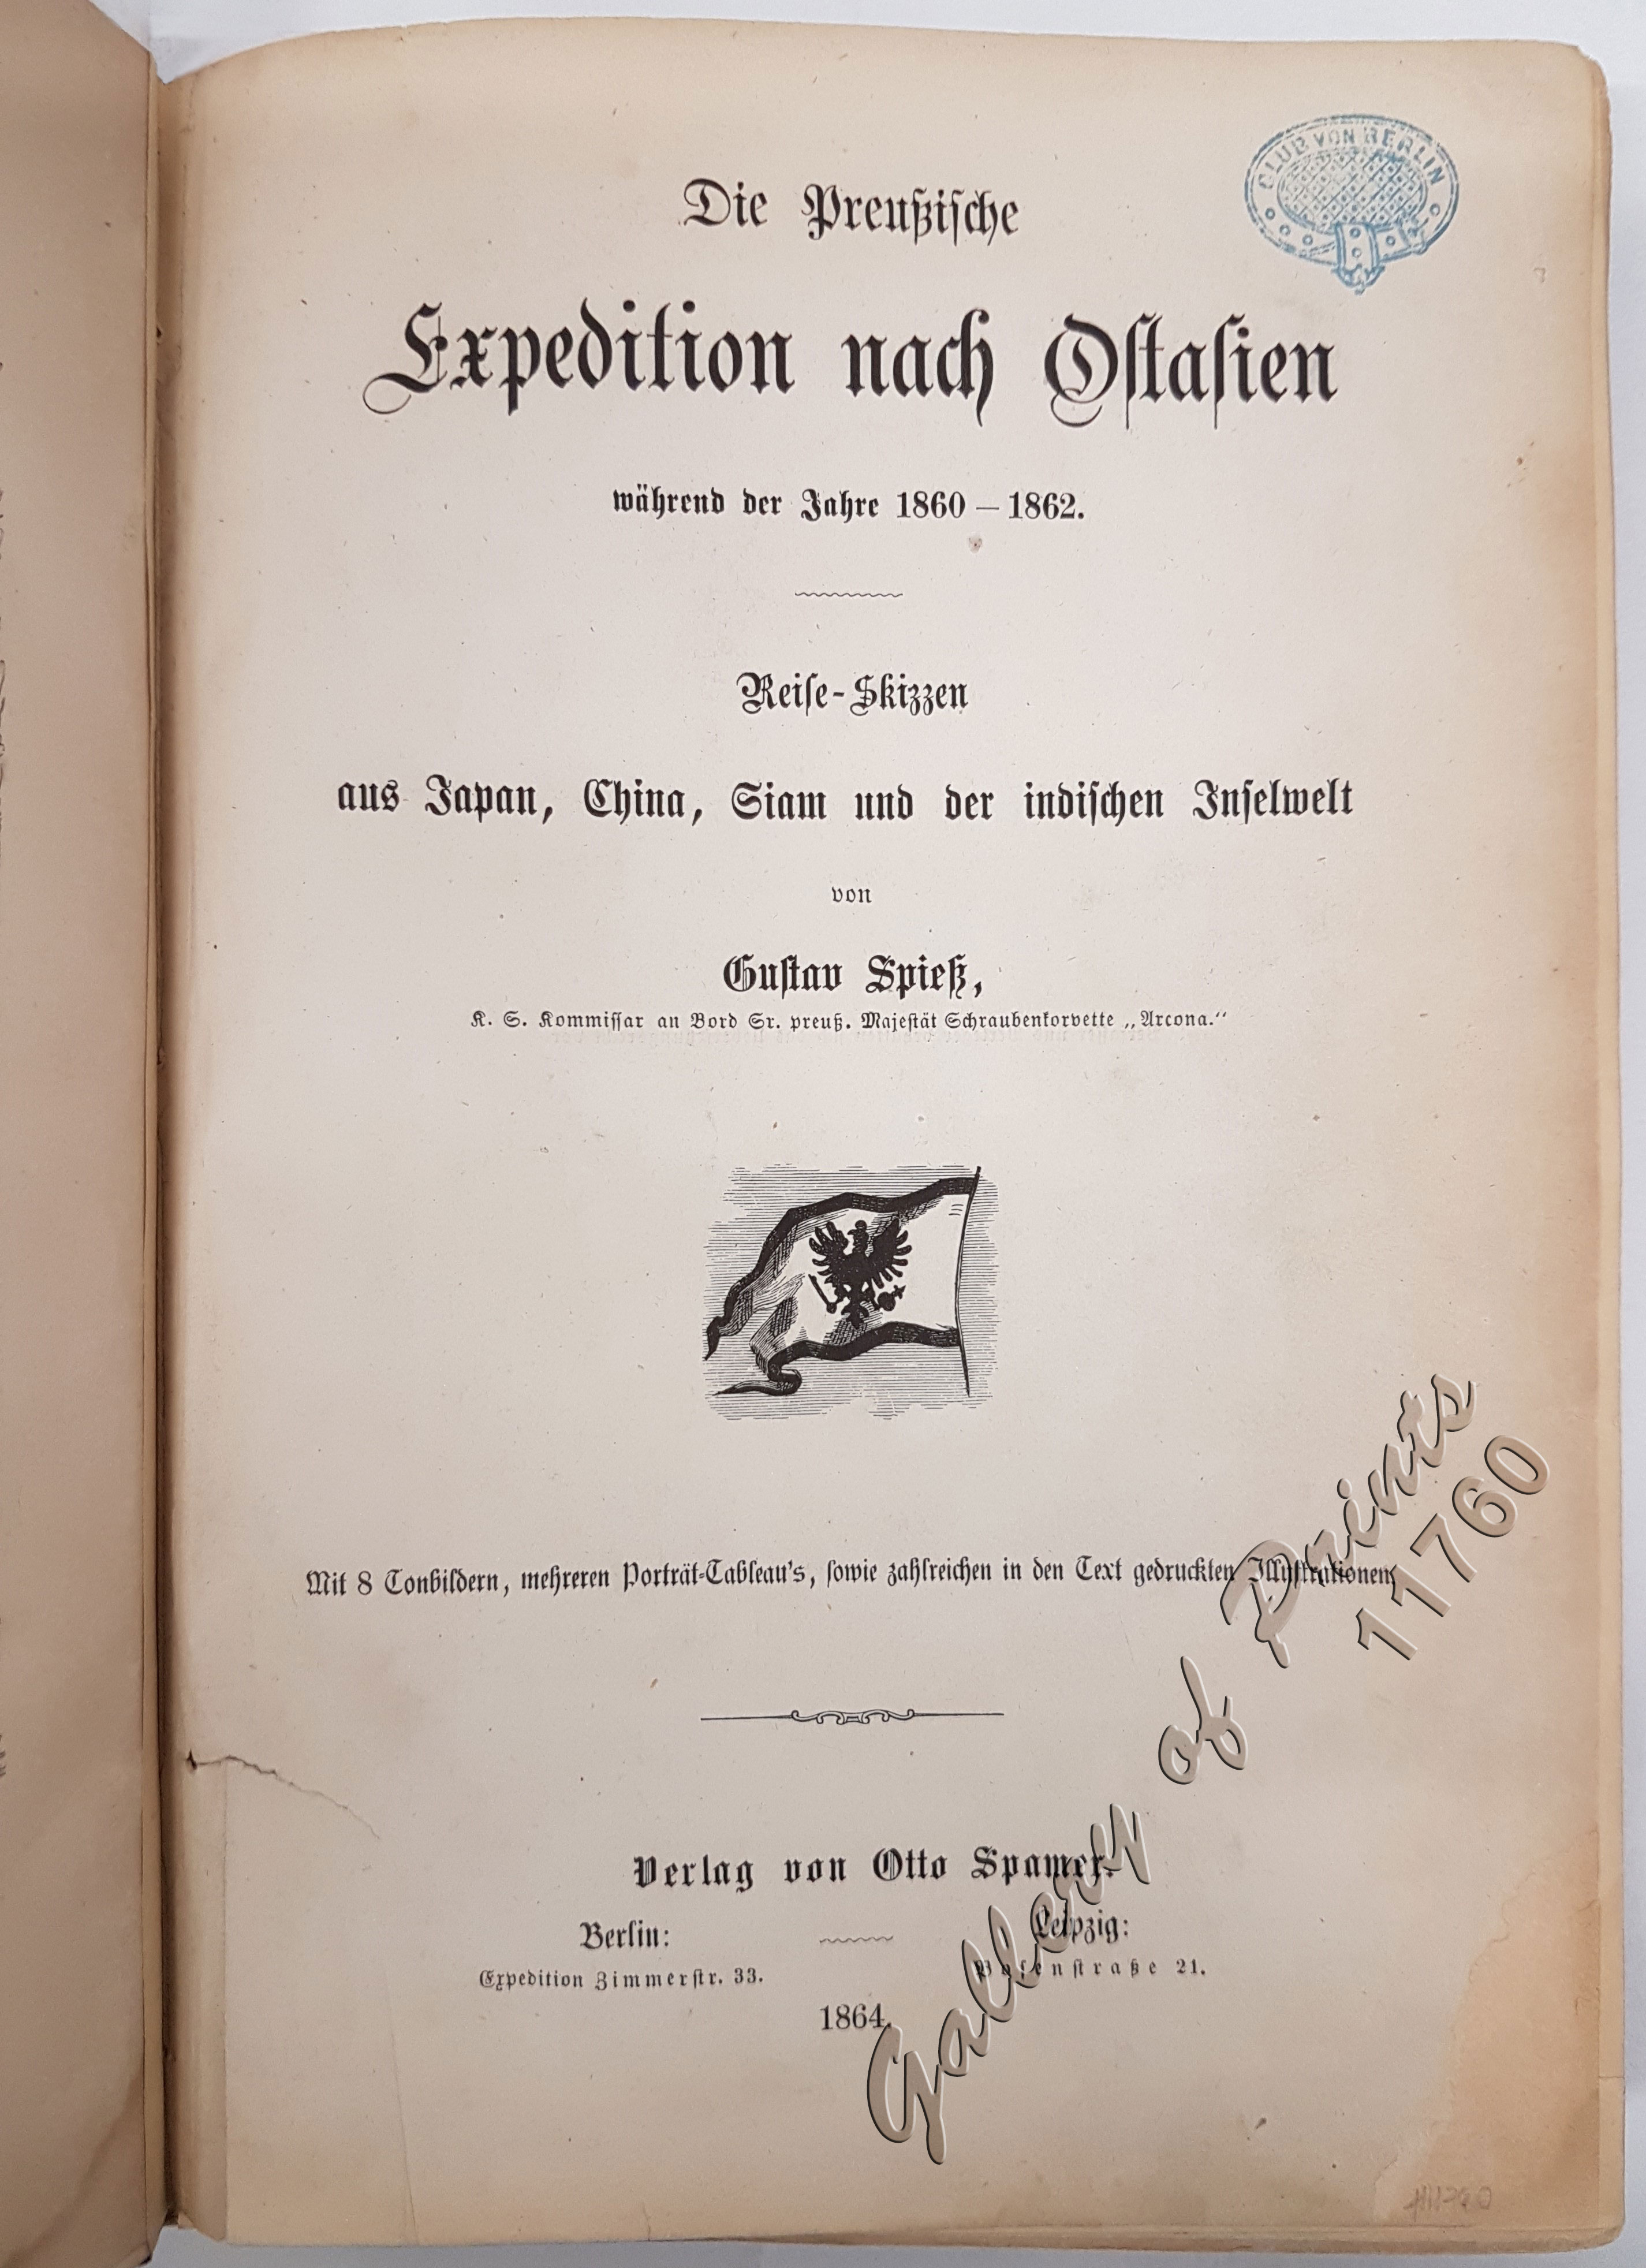 CLUB VON BERLIN
Die Preußiſche
Expedition nach Oſtaſien
während der Jahre 1860 – 1862.
Reiſe-Skizzen
aus Japan, China, Siam und der indiſchen Inſelwelt
von
Guſtav Spieß,
K. S. Kommiſſar an Bord Sr. preuß. Majeſtät Schraubenkorvette „Arcona.“
Mit 8 Tonbildern, mehreren Porträt-Tableau's, ſowie zahlreichen in den Text gedruckten Illuſtrationen.
Verlag von Otto Spamer.
Berlin:
Expedition Zimmerſtr. 33.
Leipzig:
Poſenſtraße 21.
1864.
Gallery of Prints
11760